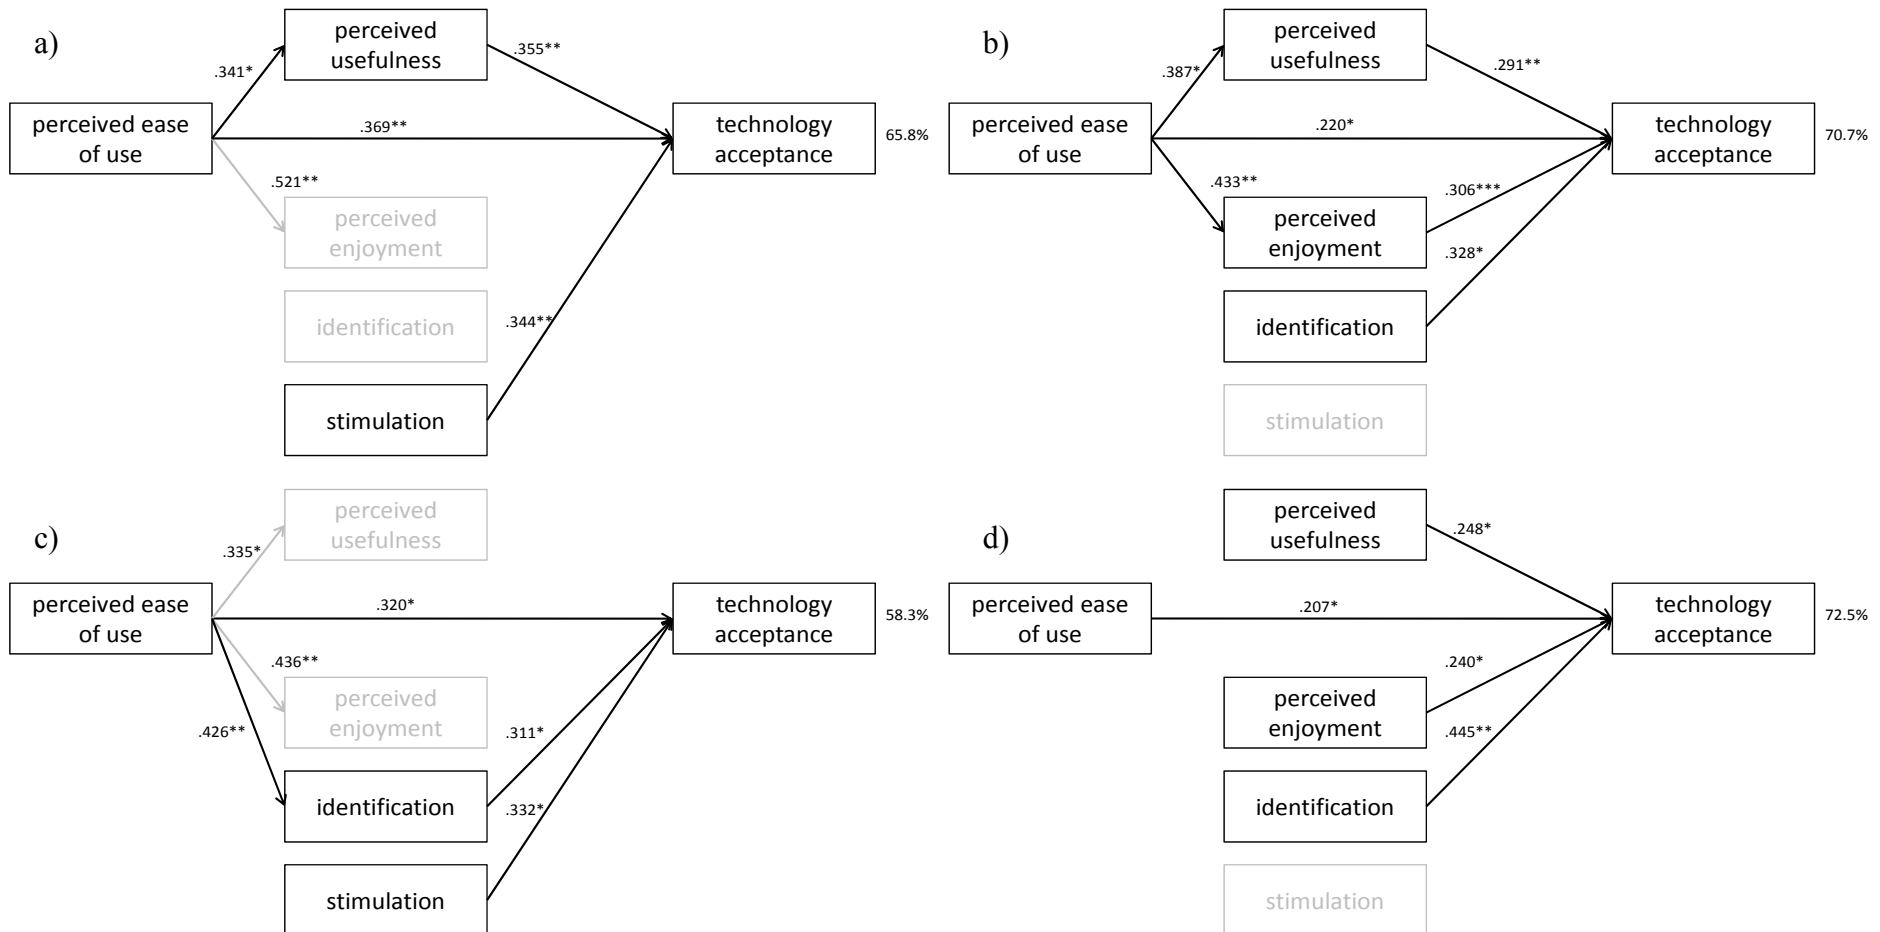 a)
perceived
usefulness
.341*
.355**
perceived ease
of use
.369**
technology
acceptance
65.8%
.521**
perceived
enjoyment
identification
.344**
stimulation
b)
perceived
usefulness
.387*
.291**
perceived ease
of use
.220*
technology
acceptance
70.7%
.433**
perceived
enjoyment
.306***
.328*
identification
stimulation
c)
perceived
usefulness
.335*
perceived ease
of use
.320*
technology
acceptance
58.3%
.436**
perceived
enjoyment
.426**
.311*
identification
.332*
stimulation
d)
perceived
usefulness
.248*
perceived ease
of use
.207*
technology
acceptance
72.5%
perceived
enjoyment
.240*
.445**
identification
stimulation